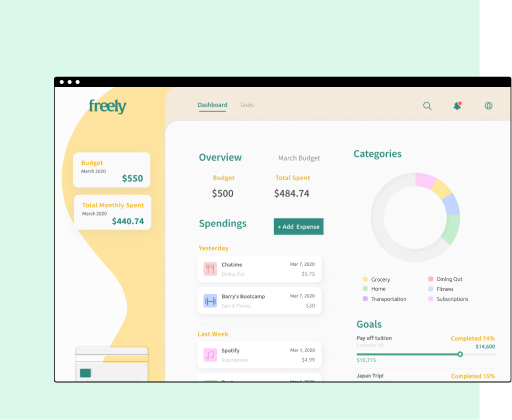 freely
Dashboard
Goals
Budget
March 2020
$550
Total Monthly Spent
March 2020
$440.74
Overview
March Budget
Budget
Total Spent
$500
$484.74
Spendings
+ Add Expense
Yesterday
Chatime
Mar 7, 2020
Dining Out
$5.75
Barry's Bootcamp
Mar 7, 2020
Gym & Fitness
$30
Last Week
Spotify
Mar 1, 2020
Subscriptions
$4.99
Categories
Grocery
Dining Out
Home
Fitness
Transportation
Subscriptions
Goals
Pay off tuition
Completed 74%
$14,600
$10,715
Japan Trip!
Completed 15%